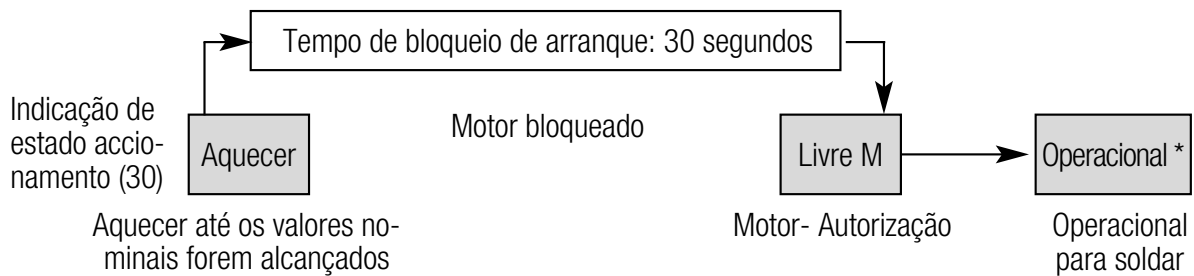 Tempo de bloqueio de arranque: 30 segundos
Indicação de
estado accio-
namento (30)
Aquecer
Motor bloqueado
Livre M
Operacional *
Aquecer até os valores no-
minais forem alcançados
Motor- Autorização
Operacional
para soldar